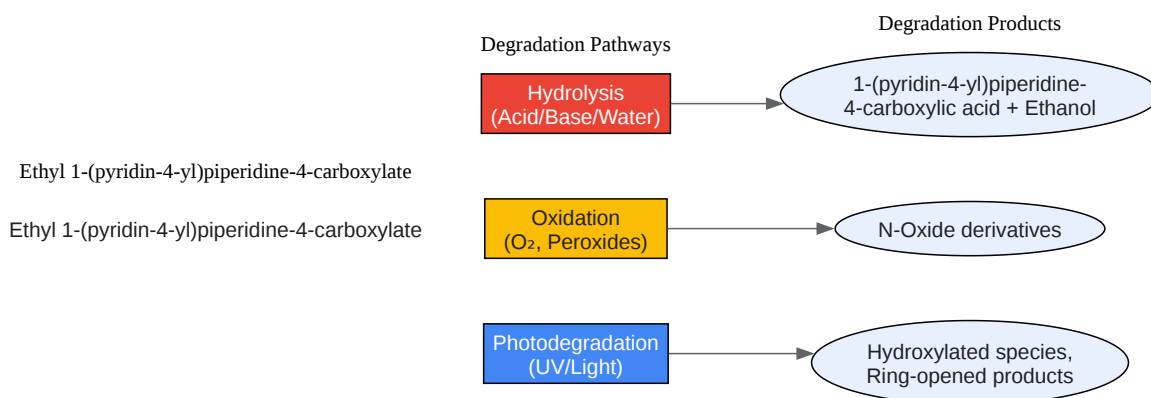 Degradation Products
Degradation Pathways
Hydrolysis
(Acid/Base/Water)
1-(pyridin-4-yl)piperidine-
4-carboxylic acid + Ethanol
Ethyl 1-(pyridin-4-yl)piperidine-4-carboxylate
Ethyl 1-(pyridin-4-yl)piperidine-4-carboxylate
Oxidation
(O₂, Peroxides)
N-Oxide derivatives
Photodegradation
(UV/Light)
Hydroxylated species,
Ring-opened products